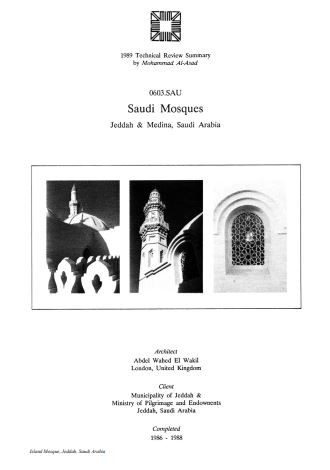 1989 Technical Review Summary
by Mohammad Al-Asad
0603.SAU
Saudi Mosques
Jeddah & Medina, Saudi Arabia
Architect
Abdel Wahed El Wakil
London, United Kingdom
Client
Municipality of Jeddah &
Ministry of Pilgrimage and Endowments
Jeddah, Saudi Arabia
Completed
1986 - 1988
Island Mosque, Jeddah, Saudi Arabia